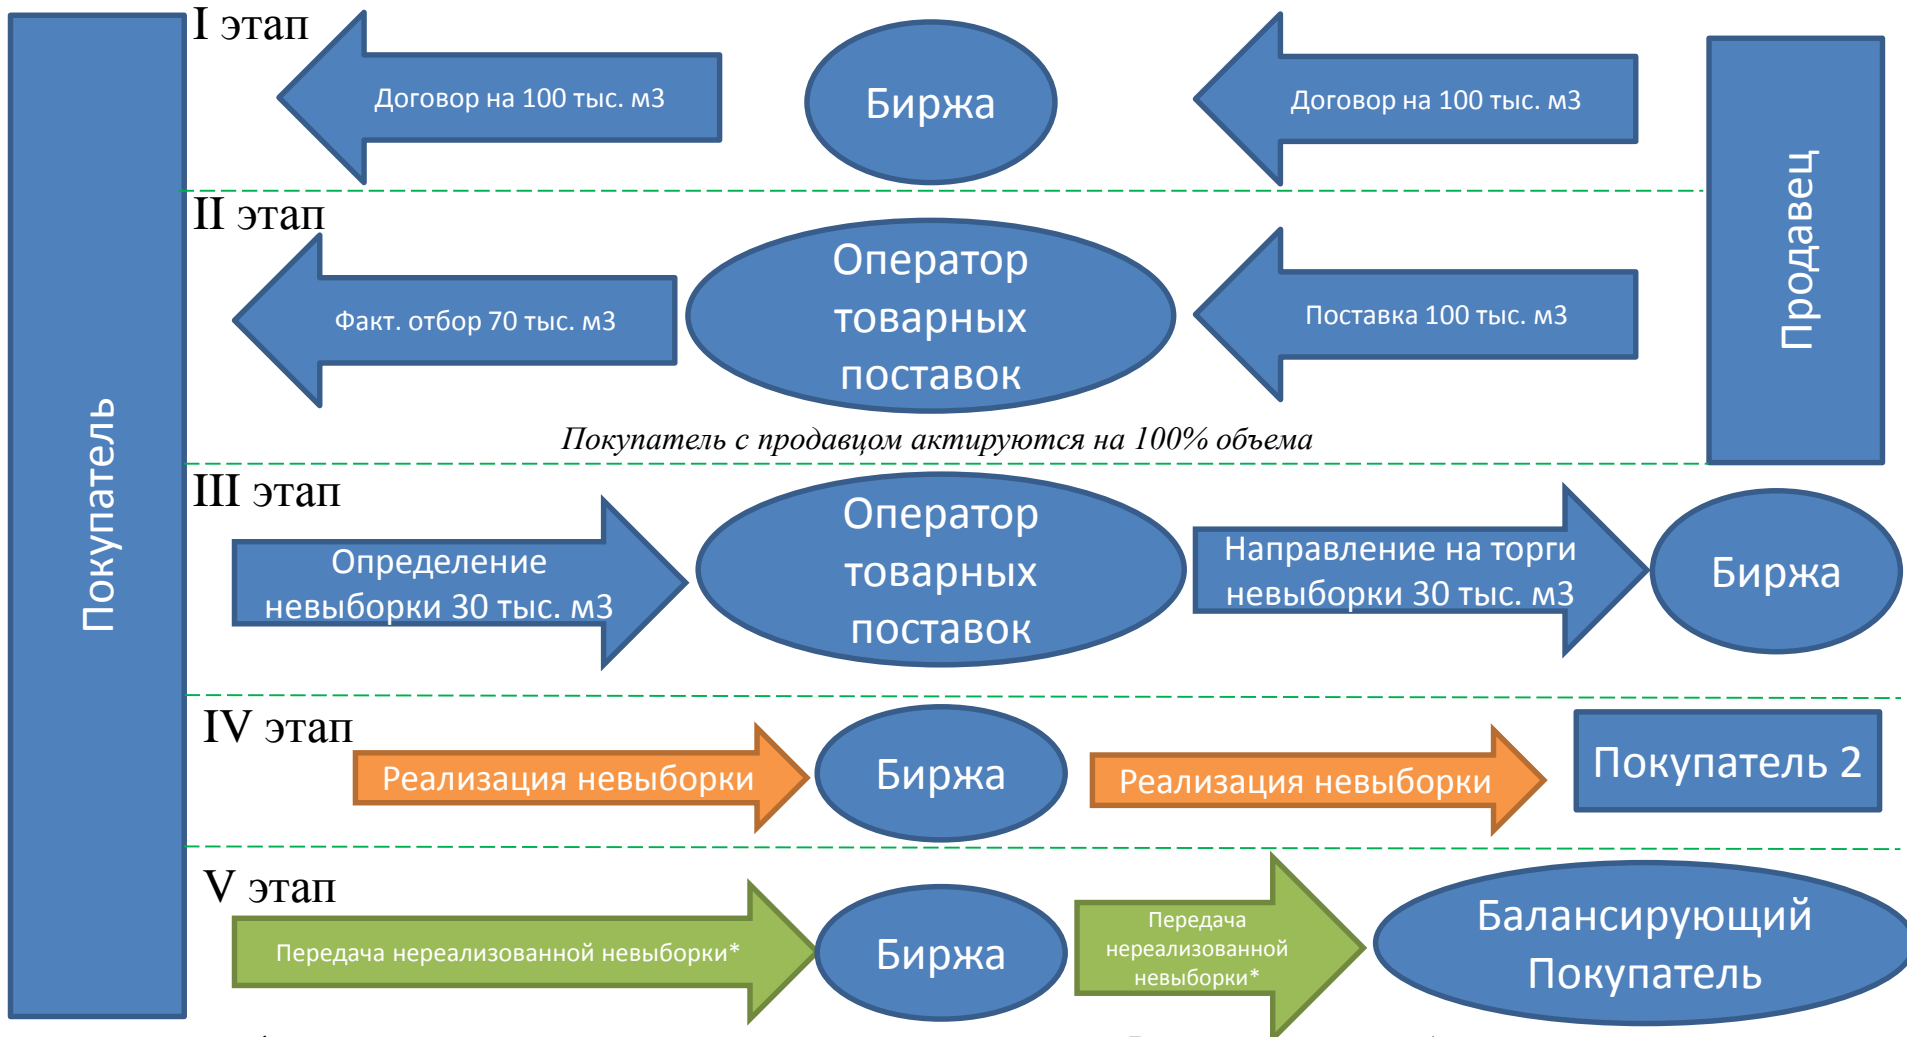 I этап
Договор на 100 тыс. м3
Биржа
Договор на 100 тыс. м3
Продавец
Покупатель
II этап
Факт. отбор 70 тыс. м3
Оператор
товарных
поставок
Поставка 100 тыс. м3
Покупатель с продавцом актируются на 100% объема
III этап
Определение
невыборки 30 тыс. м3
Оператор
товарных
поставок
Направление на торги
невыборки 30 тыс. м3
Биржа
IV этап
Реализация невыборки
Биржа
Реализация невыборки
Покупатель 2
V этап
Передача нереализованной невыборки*
Биржа
Передача
нереализованной
невыборки*
Балансирующий
Покупатель